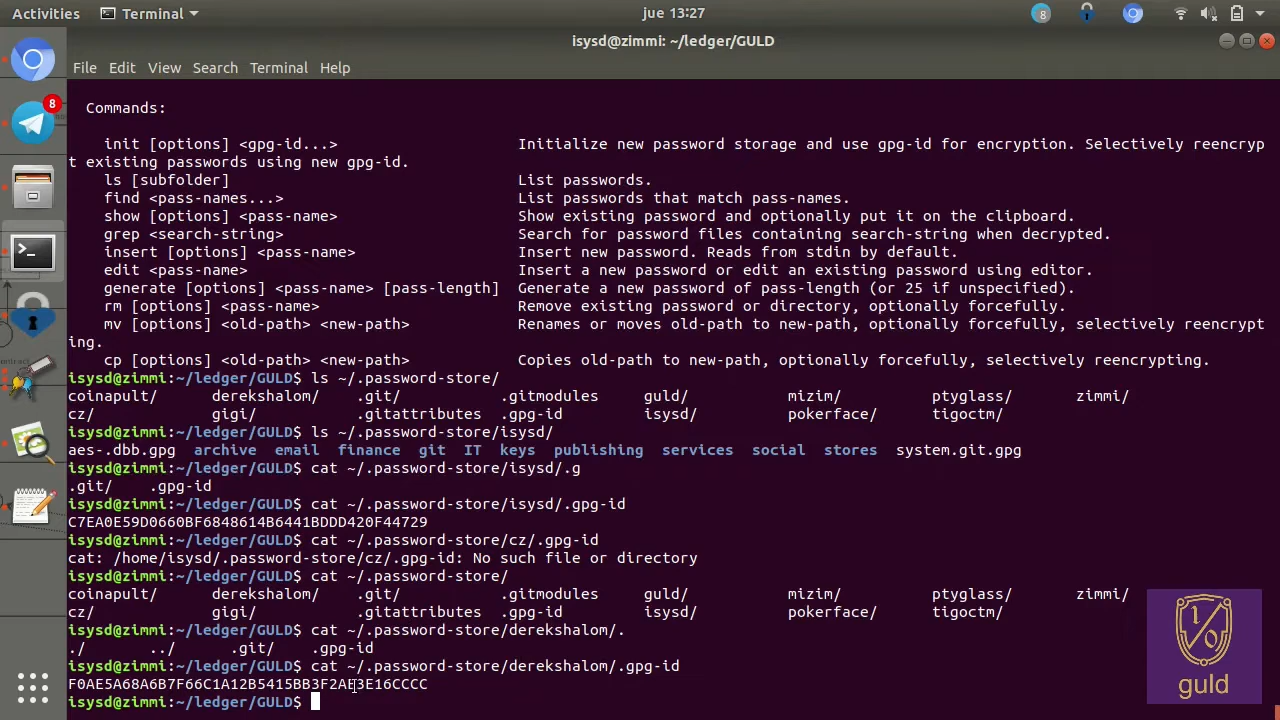 Activities Terminal jue 13:27 8
isysd@zimmi: ~/ledger/GULD
File Edit View Search Terminal Help
8
Commands:
init [options] <gpg-id...> Initialize new password storage and use gpg-id for encryption. Selectively reencryp
t existing passwords using new gpg-id.
ls [subfolder] List passwords.
find <pass-names...> List passwords that match pass-names.
show [options] <pass-name> Show existing password and optionally put it on the clipboard.
grep <search-string> Search for password files containing search-string when decrypted.
insert [options] <pass-name> Insert new password. Reads from stdin by default.
edit <pass-name> Insert a new password or edit an existing password using editor.
generate [options] <pass-name> [pass-length] Generate a new password of pass-length (or 25 if unspecified).
rm [options] <pass-name> Remove existing password or directory, optionally forcefully.
mv [options] <old-path> <new-path> Renames or moves old-path to new-path, optionally forcefully, selectively reencrypt
ing.
cp [options] <old-path> <new-path> Copies old-path to new-path, optionally forcefully, selectively reencrypting.
isysd@zimmi:~/ledger/GULD$ ls ~/.password-store/
coinapult/ derekshalom/ .git/ .gitmodules guld/ mizim/ ptyglass/ zimmi/
cz/ gigi/ .gitattributes .gpg-id isysd/ pokerface/ tigoctm/
isysd@zimmi:~/ledger/GULD$ ls ~/.password-store/isysd/
aes-.dbb.gpg archive email finance git IT keys publishing services social stores system.git.gpg
isysd@zimmi:~/ledger/GULD$ cat ~/.password-store/isysd/.g
.git/ .gpg-id
isysd@zimmi:~/ledger/GULD$ cat ~/.password-store/isysd/.gpg-id
C7EA0E59D0660BF6848614B6441BDDD420F44729
isysd@zimmi:~/ledger/GULD$ cat ~/.password-store/cz/.gpg-id
cat: /home/isysd/.password-store/cz/.gpg-id: No such file or directory
isysd@zimmi:~/ledger/GULD$ cat ~/.password-store/
coinapult/ derekshalom/ .git/ .gitmodules guld/ mizim/ ptyglass/ zimmi/
cz/ gigi/ .gitattributes .gpg-id isysd/ pokerface/ tigoctm/
isysd@zimmi:~/ledger/GULD$ cat ~/.password-store/derekshalom/.
./ ../ .git/ .gpg-id
isysd@zimmi:~/ledger/GULD$ cat ~/.password-store/derekshalom/.gpg-id
F0AE5A68A6B7F66C1A12B5415BB3F2AE3E16CCCC
isysd@zimmi:~/ledger/GULD$
guld